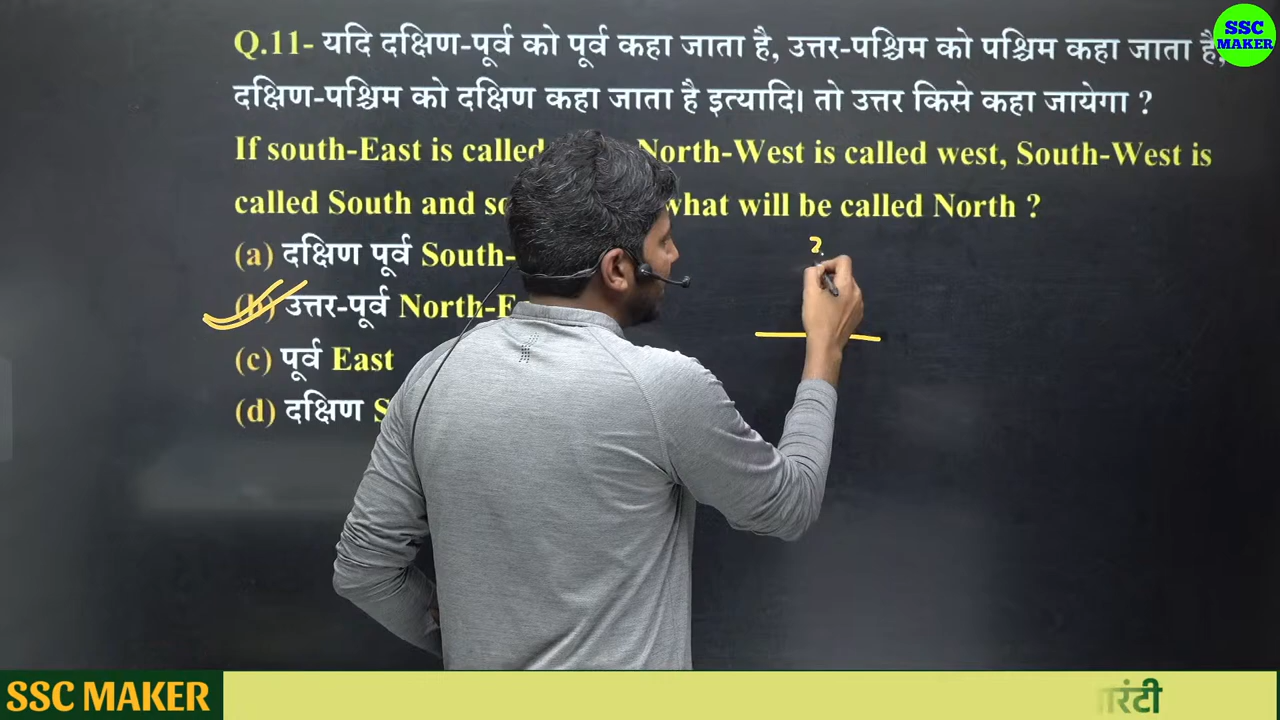 SSC
MAKER
Q.11- यदि दक्षिण-पूर्व को पूर्व कहा जाता है, उत्तर-पश्चिम को पश्चिम कहा जाता है,
दक्षिण-पश्चिम को दक्षिण कहा जाता है इत्यादि। तो उत्तर किसे कहा जायेगा ?
If south-East is called North-West is called west, South-West is
called South and what will be called North ?
(a) दक्षिण पूर्व South-
(b) उत्तर-पूर्व North-E
(c) पूर्व East
(d) दक्षिण S
SSC MAKER